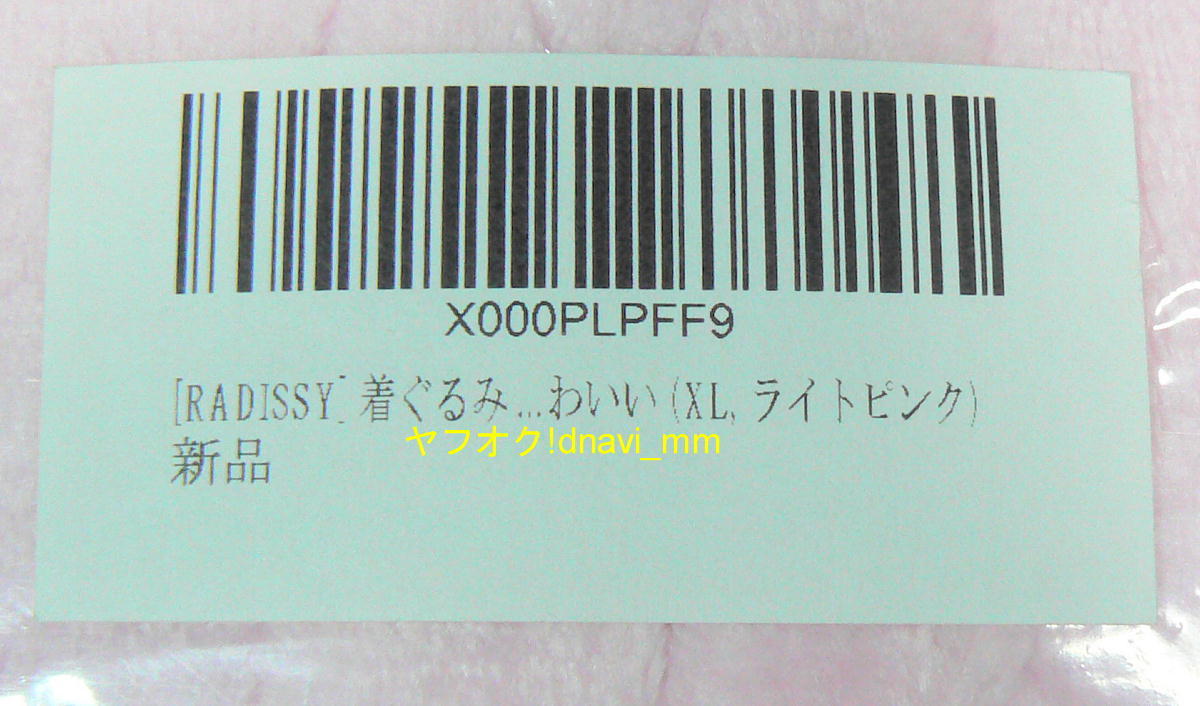 X000PLPFF9
[RADISSY] 着ぐるみ...わいい (XL, ライトピンク)
ヤフオク!dnavi_mm
新品